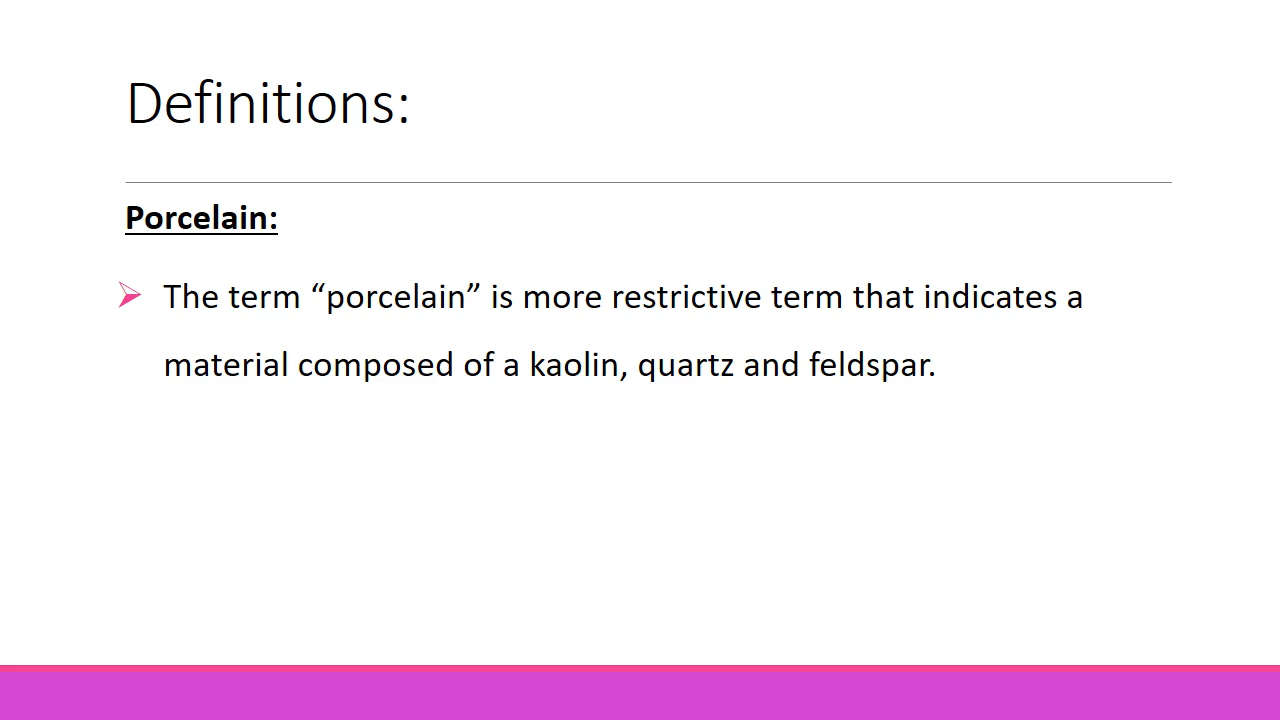 Definitions:
Porcelain:
The term “porcelain” is more restrictive term that indicates a
material composed of a kaolin, quartz and feldspar.